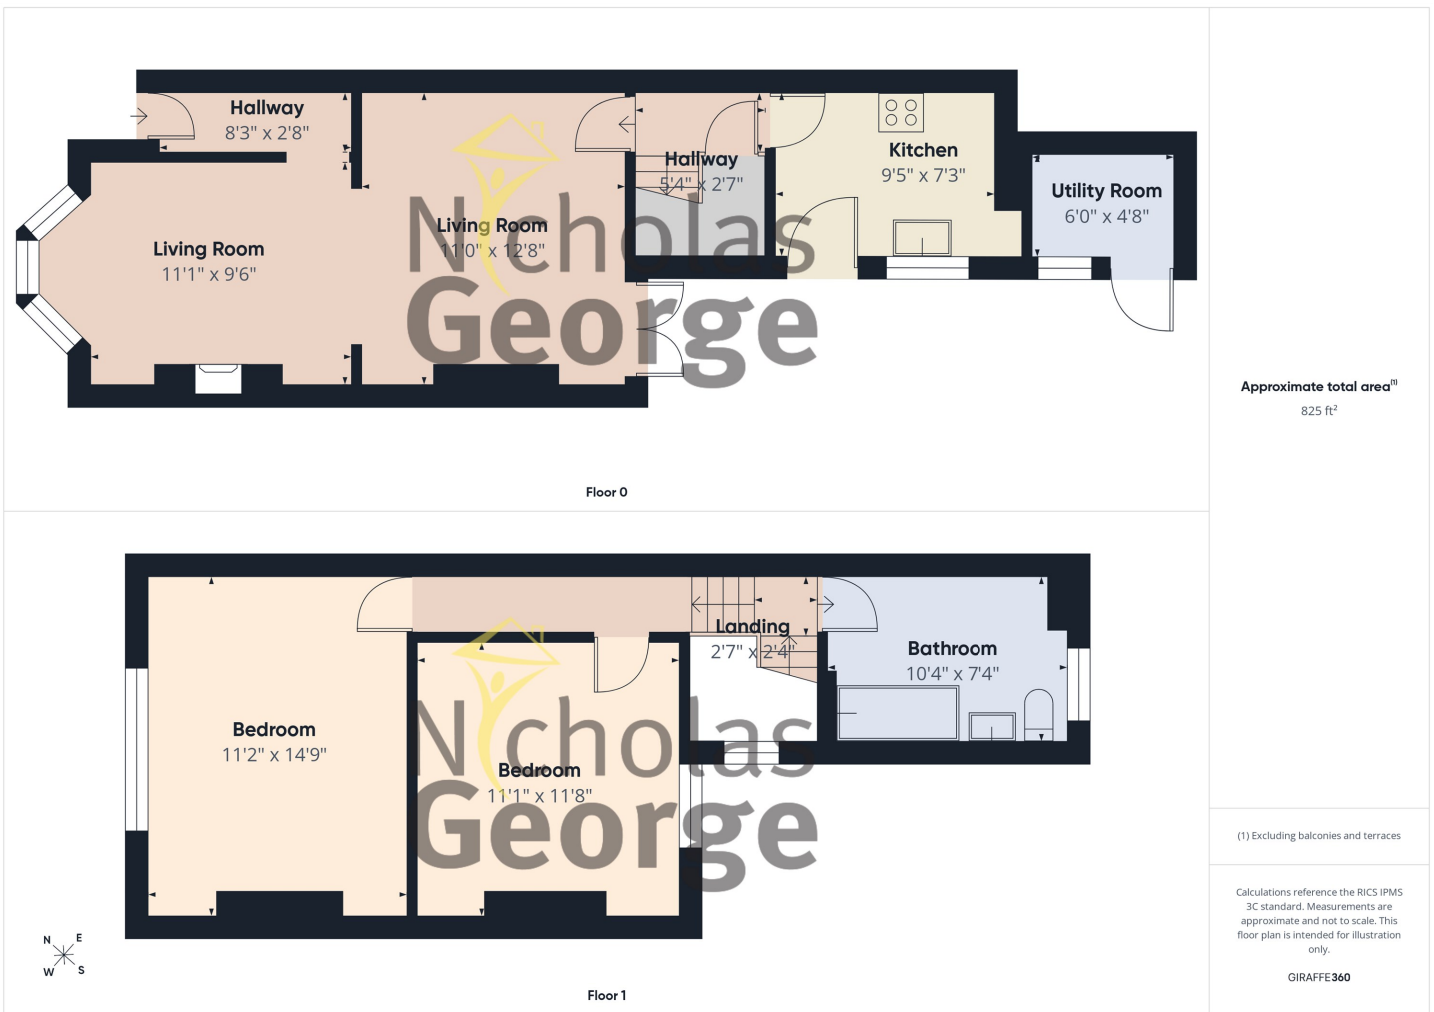 Hallway
8'3" x 2'8"
Living Room
11'1" x 9'6"
Living Room
11'0" x 12'8"
Hallway
5'4" x 2'7"
Kitchen
9'5" x 7'3"
Utility Room
6'0" x 4'8"
Nicholas
George
Floor 0
Approximate total area(1)
825 ft²
Landing
2'7" x 2'4"
Bathroom
10'4" x 7'4"
Bedroom
11'2" x 14'9"
Bedroom
11'1" x 11'8"
Nicholas
George
N E
W S
Floor 1
(1) Excluding balconies and terraces
Calculations reference the RICS IPMS
3C standard. Measurements are
approximate and not to scale. This
floor plan is intended for illustration
only.
GIRAFFE360